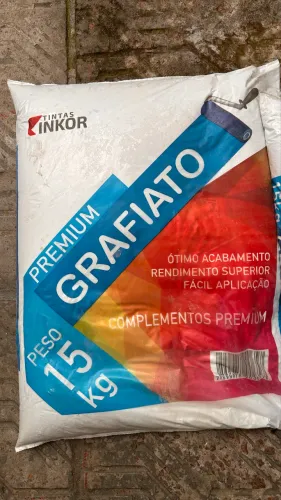 TINTAS
INKOR
PREMIUM
GRAFIATO
ÓTIMO ACABAMENTO
RENDIMENTO SUPERIOR
FÁCIL APLICAÇÃO
COMPLEMENTOS PREMIUM
PESO
15
kg